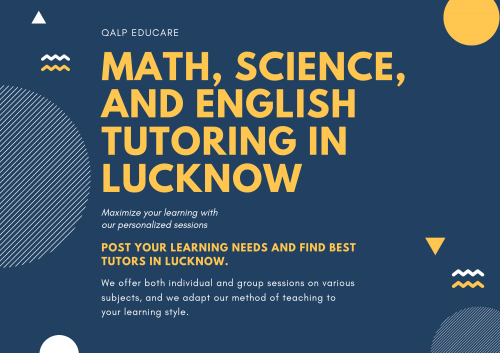 QALP EDUCARE
MATH, SCIENCE,
AND ENGLISH
TUTORING IN
LUCKNOW
Maximize your learning with
our personalized sessions
POST YOUR LEARNING NEEDS AND FIND BEST
TUTORS IN LUCKNOW.
We offer both individual and group sessions on various
subjects, and we adapt our method of teaching to
your learning style.